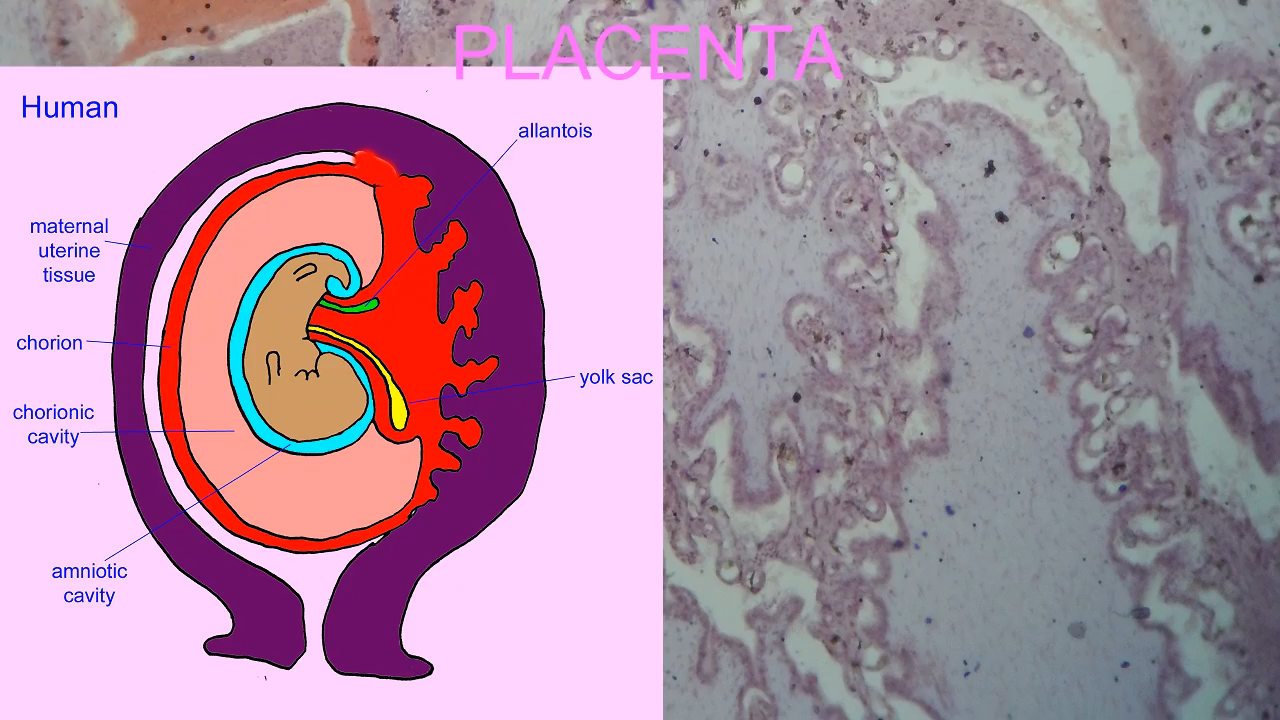 PLACENTA
Human
allantois
maternal
uterine
tissue
chorion
yolk sac
chorionic
cavity
amniotic
cavity